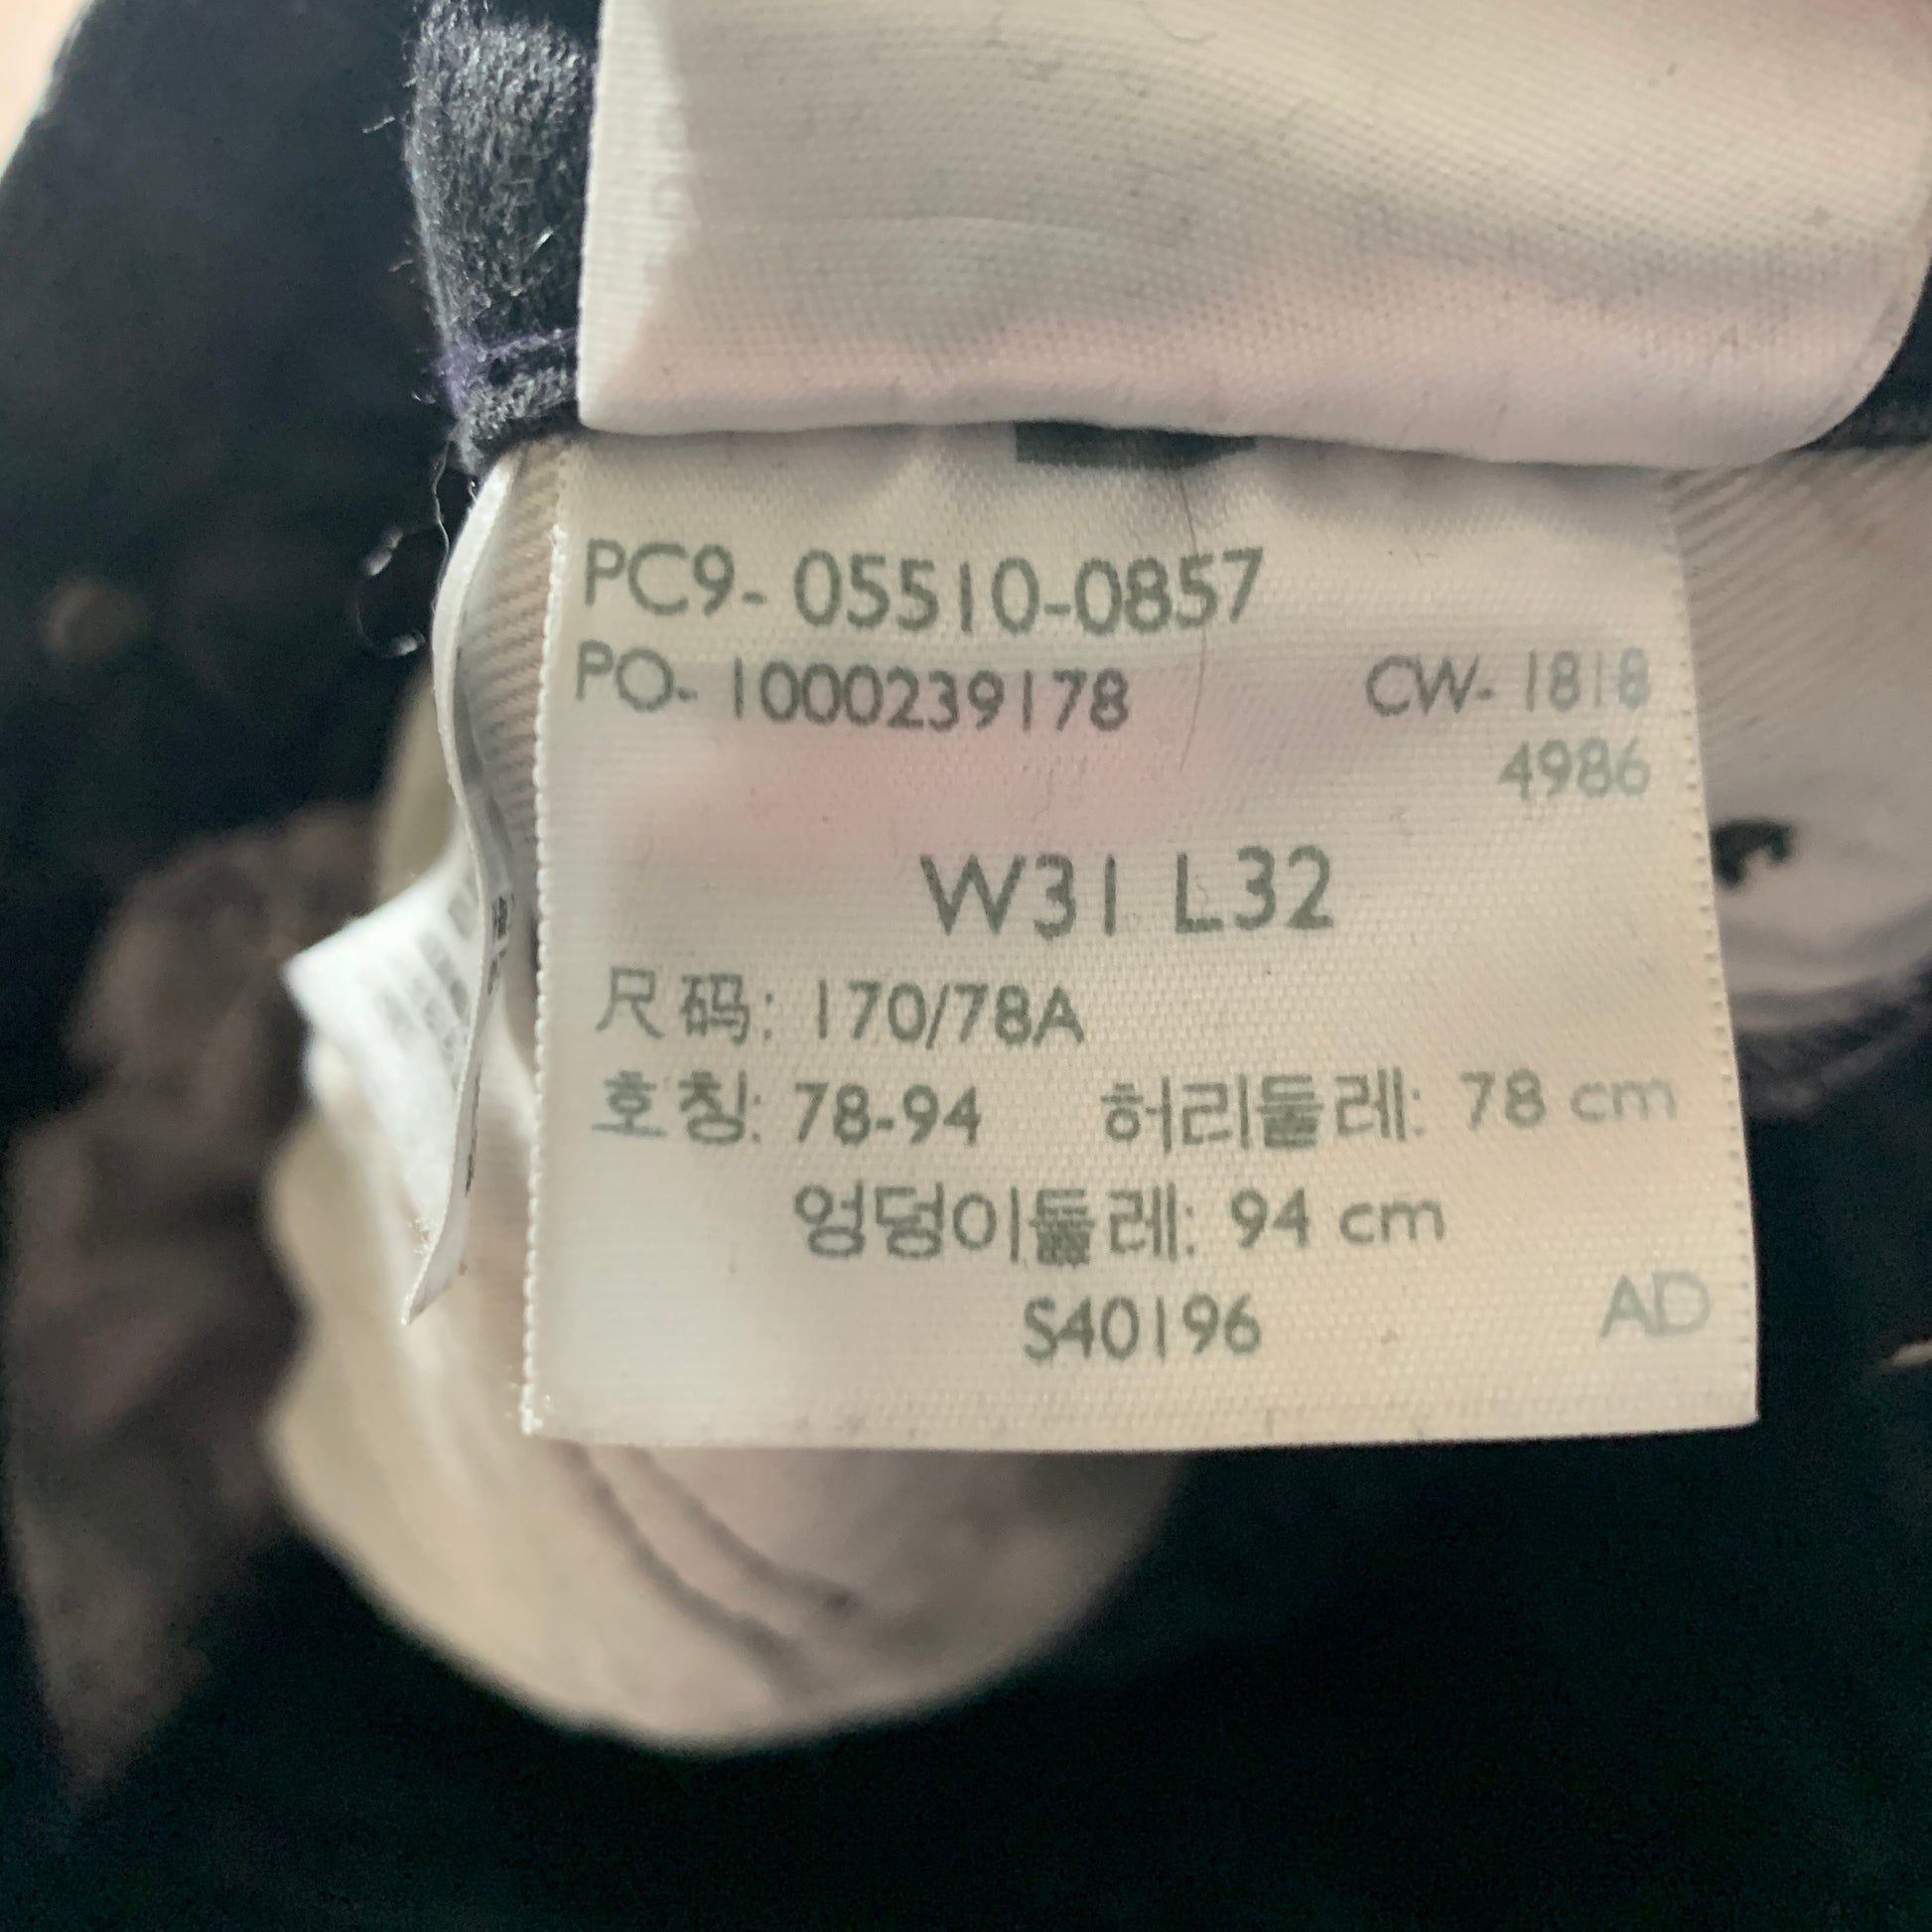 PC9- 05510-0857
PO- 1000239178 CW- 1818
4986
W31 L32
尺码: 170/78A
호칭: 78-94 허리둘레: 78 cm
엉덩이둘레: 94 cm
S40196 AD